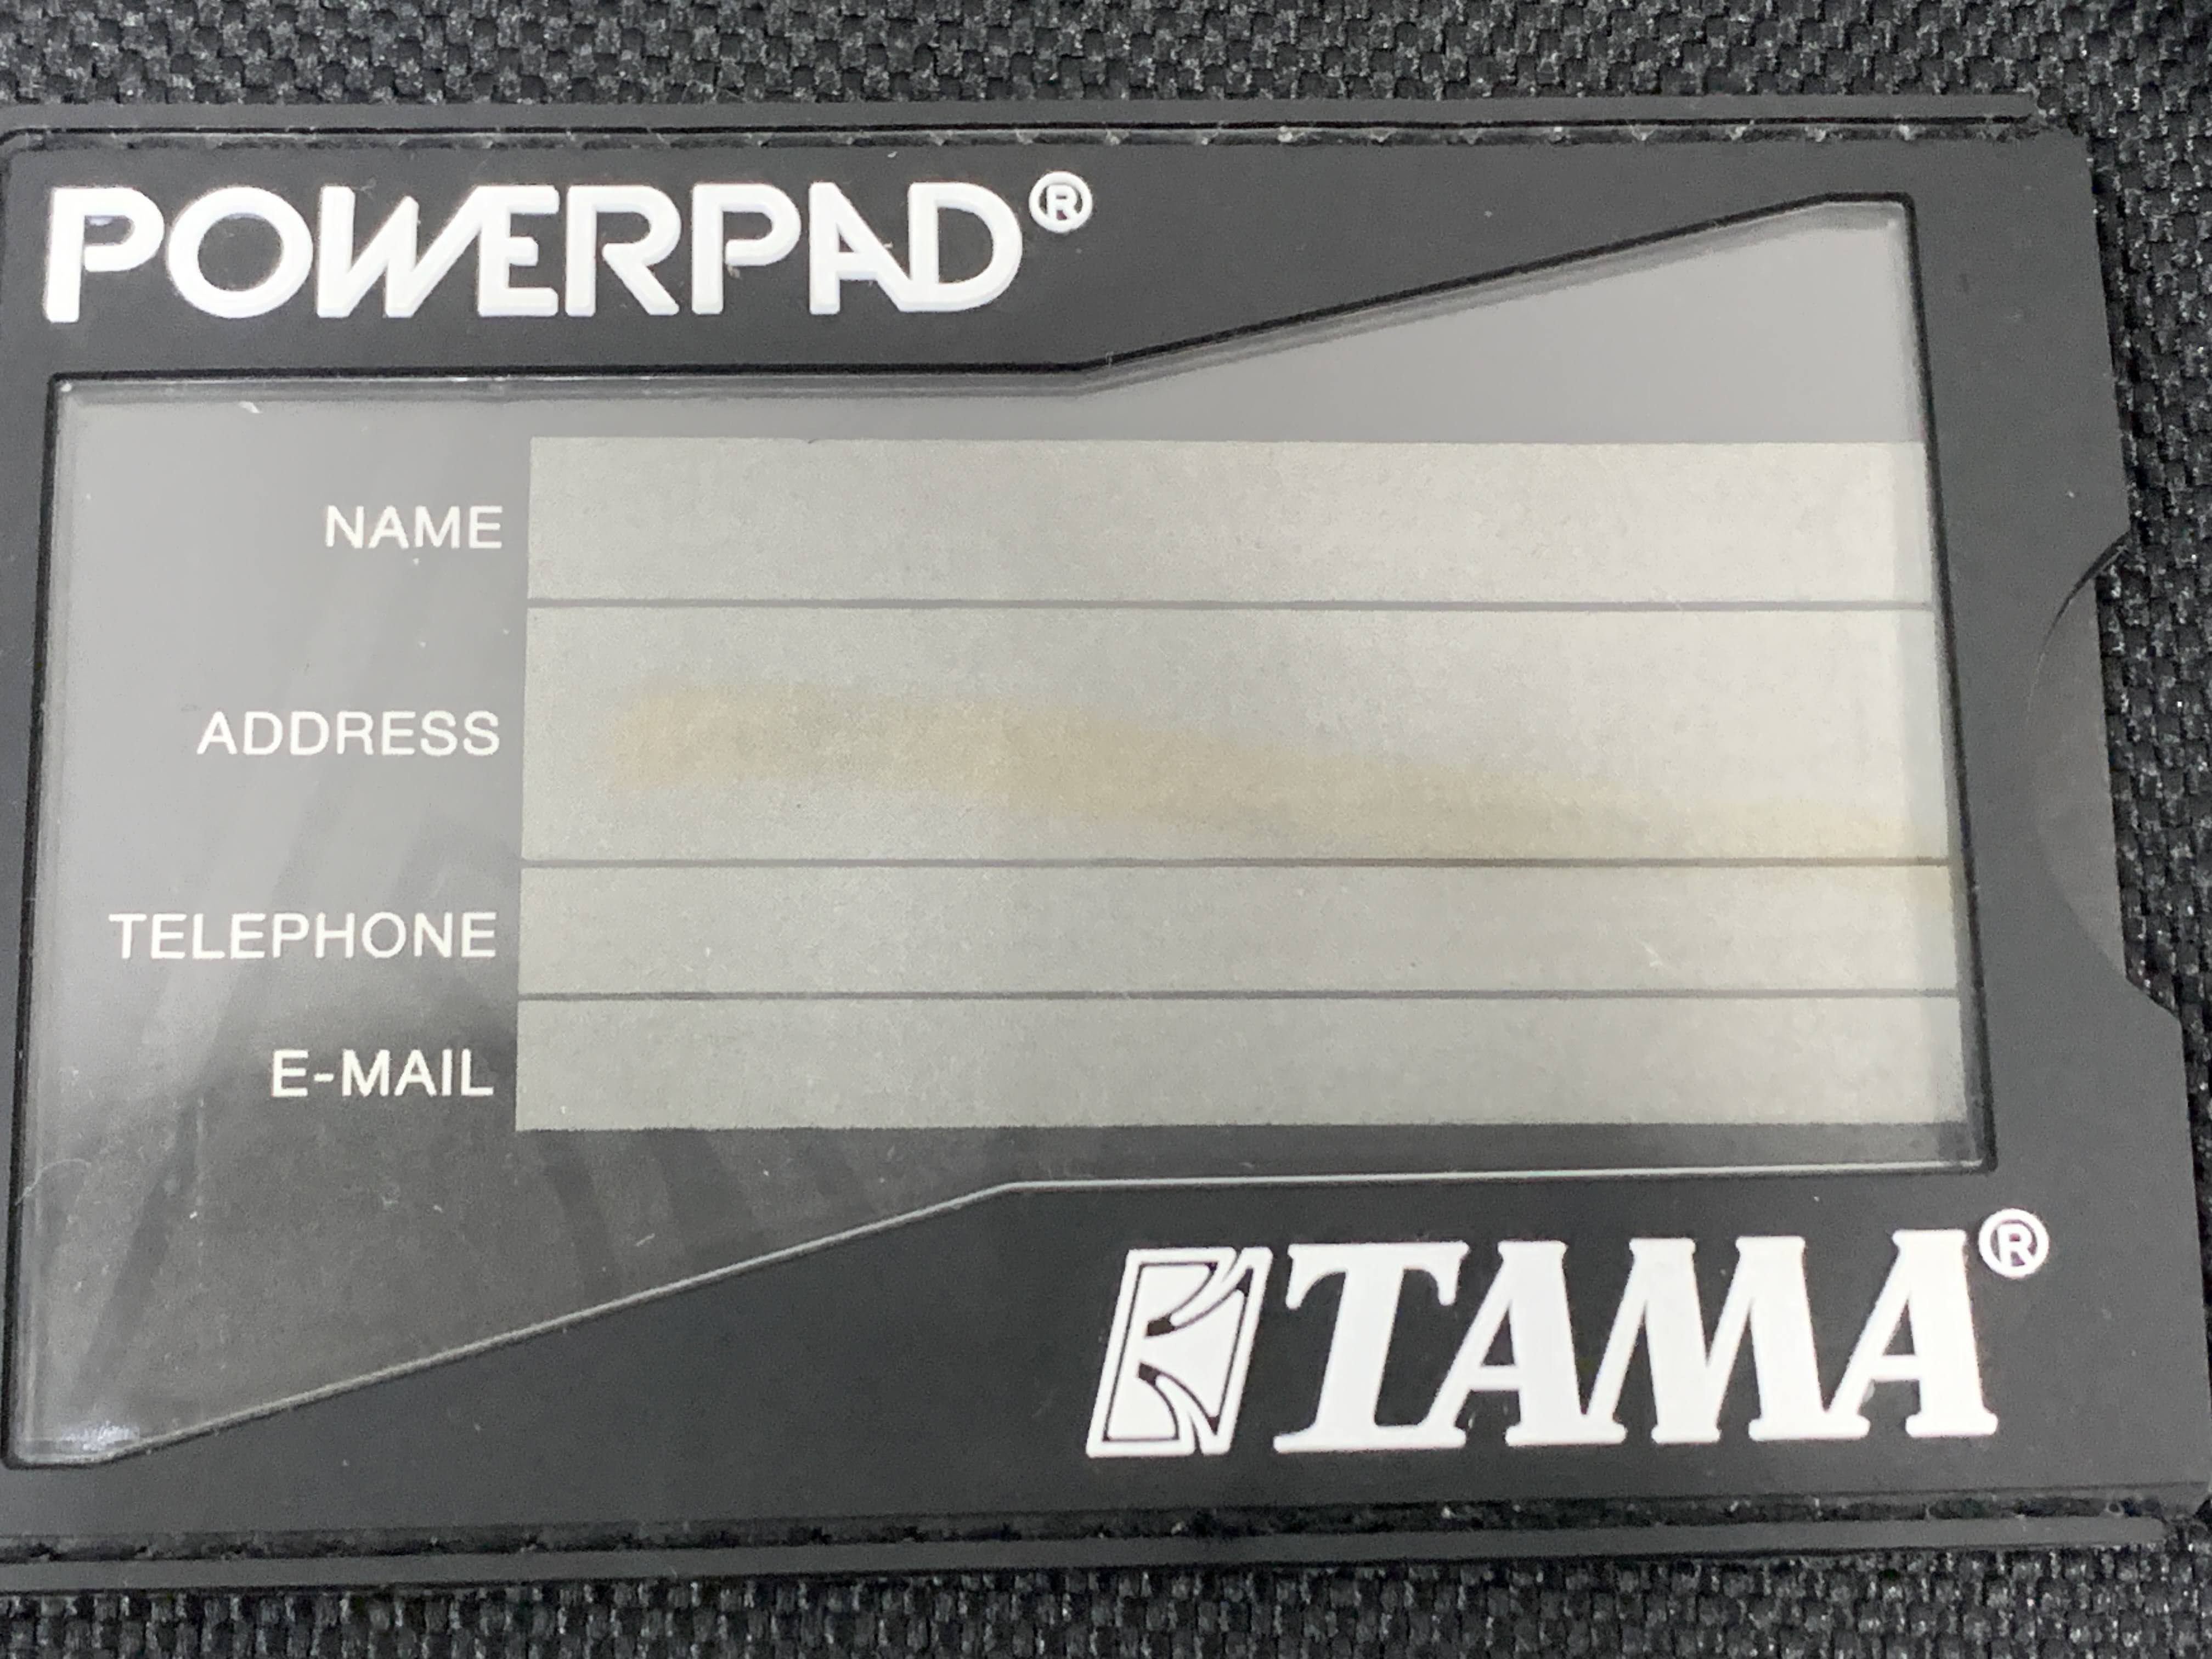 POWERPAD®
NAME
ADDRESS
TELEPHONE
E-MAIL
TAMA®